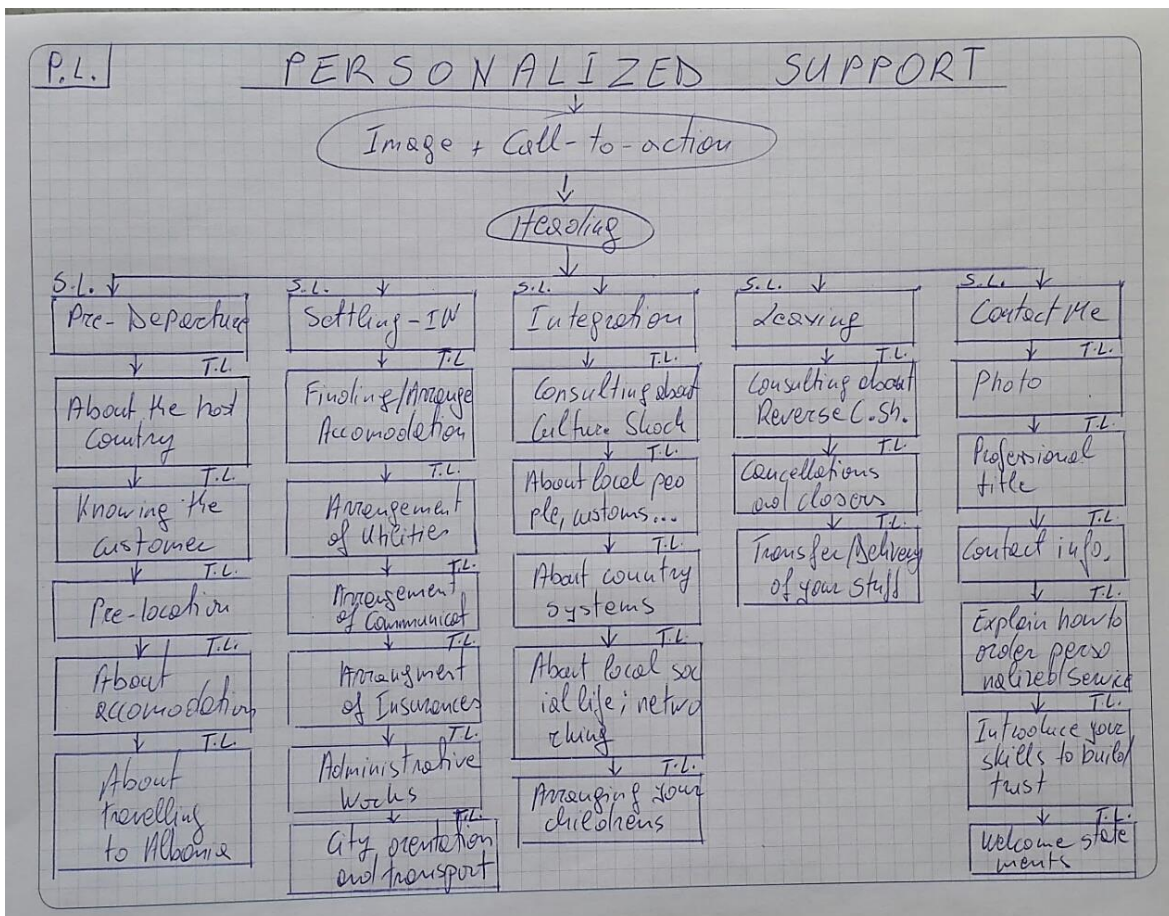 P.L.
PERSONALIZED SUPPORT
Image + Call-to-action
Heading
S.L.
Pre-Departure
T.L.
About the host
Country
T.L.
Knowing the
customer
T.L.
Pre-location
T.L.
About
accomodation
T.L.
About
travelling
to Albania
S.L.
Settling-IN
T.L
Finding/Arrange
Accomodation
T.L.
Arrangement
of Utilities
T.L.
Arrengement
of Communicat
T.L.
Arrangment
of Insurances
T.L.
Administrative
Works
T.L.
City orentation
and transport
S.L.
Integration
T.L.
Consulting about
Culture Shock
T.L.
About local peo
ple, customs...
T.L.
About country
systems
T.L.
About local soc
ial life; netwo
rking
T.L.
Arranging your
childrens
S.L.
Leaving
T.L.
Consulting about
Reverse C.Sh.
T.L.
Cancellations
and closers
T.L.
Transfer/Delivery
of your stuff
S.L.
Contact Me
T.L.
Photo
T.L.
Professional
title
T.L.
Contact info.
T.L.
Explain how to
order perso
nalized service
T.L.
Introduce your
skills to build
trust
T.L.
Welcome state
ments